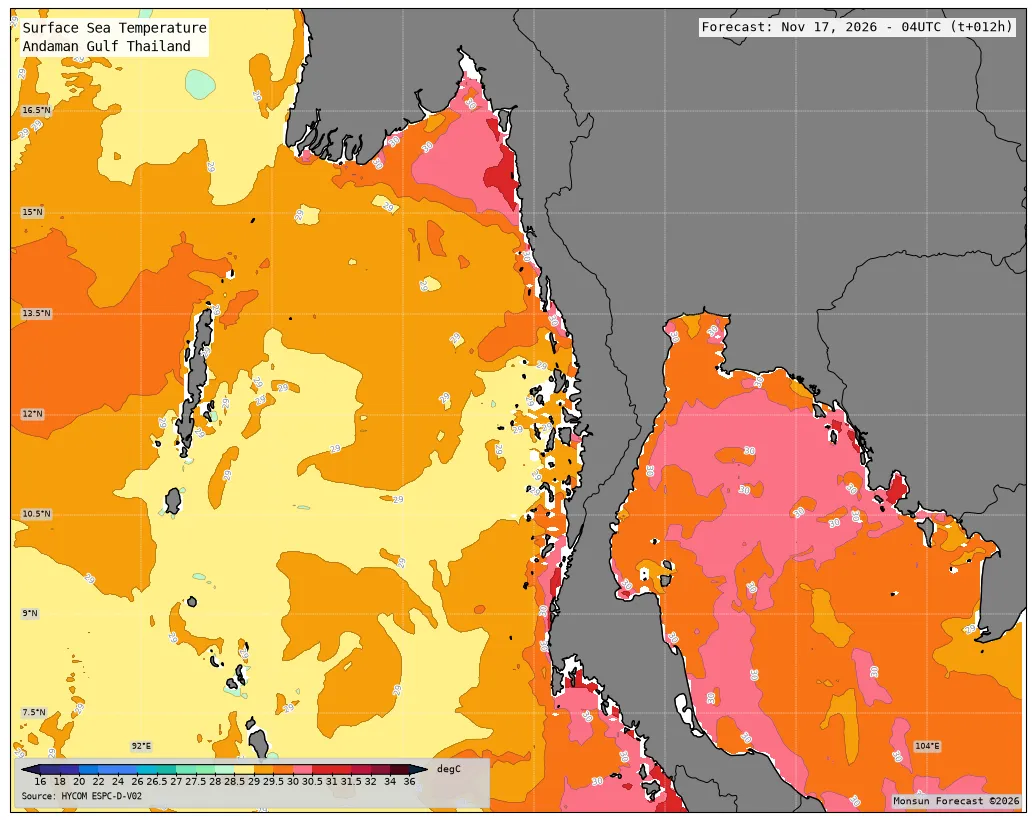 Surface Sea Temperature
Andaman Gulf Thailand
Forecast: Nov 17, 2026 - 04UTC (t+012h)
16.5°N
15°N
13.5°N
12°N
10.5°N
9°N
7.5°N
92°E
104°E
degC
16 18 20 22 24 26 26.5 27 27.5 28 28.5 29 29.5 30 30.5 31 31.5 32 34 36
Source: HYCOM ESPC-D-V02
Monsun Forecast ©2026